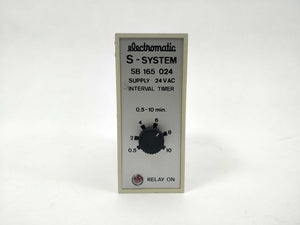 electromatic
S-SYSTEM
SB 165 024
SUPPLY 24 VAC
INTERVAL TIMER
0,5-10 min.
4 6
2 8
0.5 10
RELAY ON